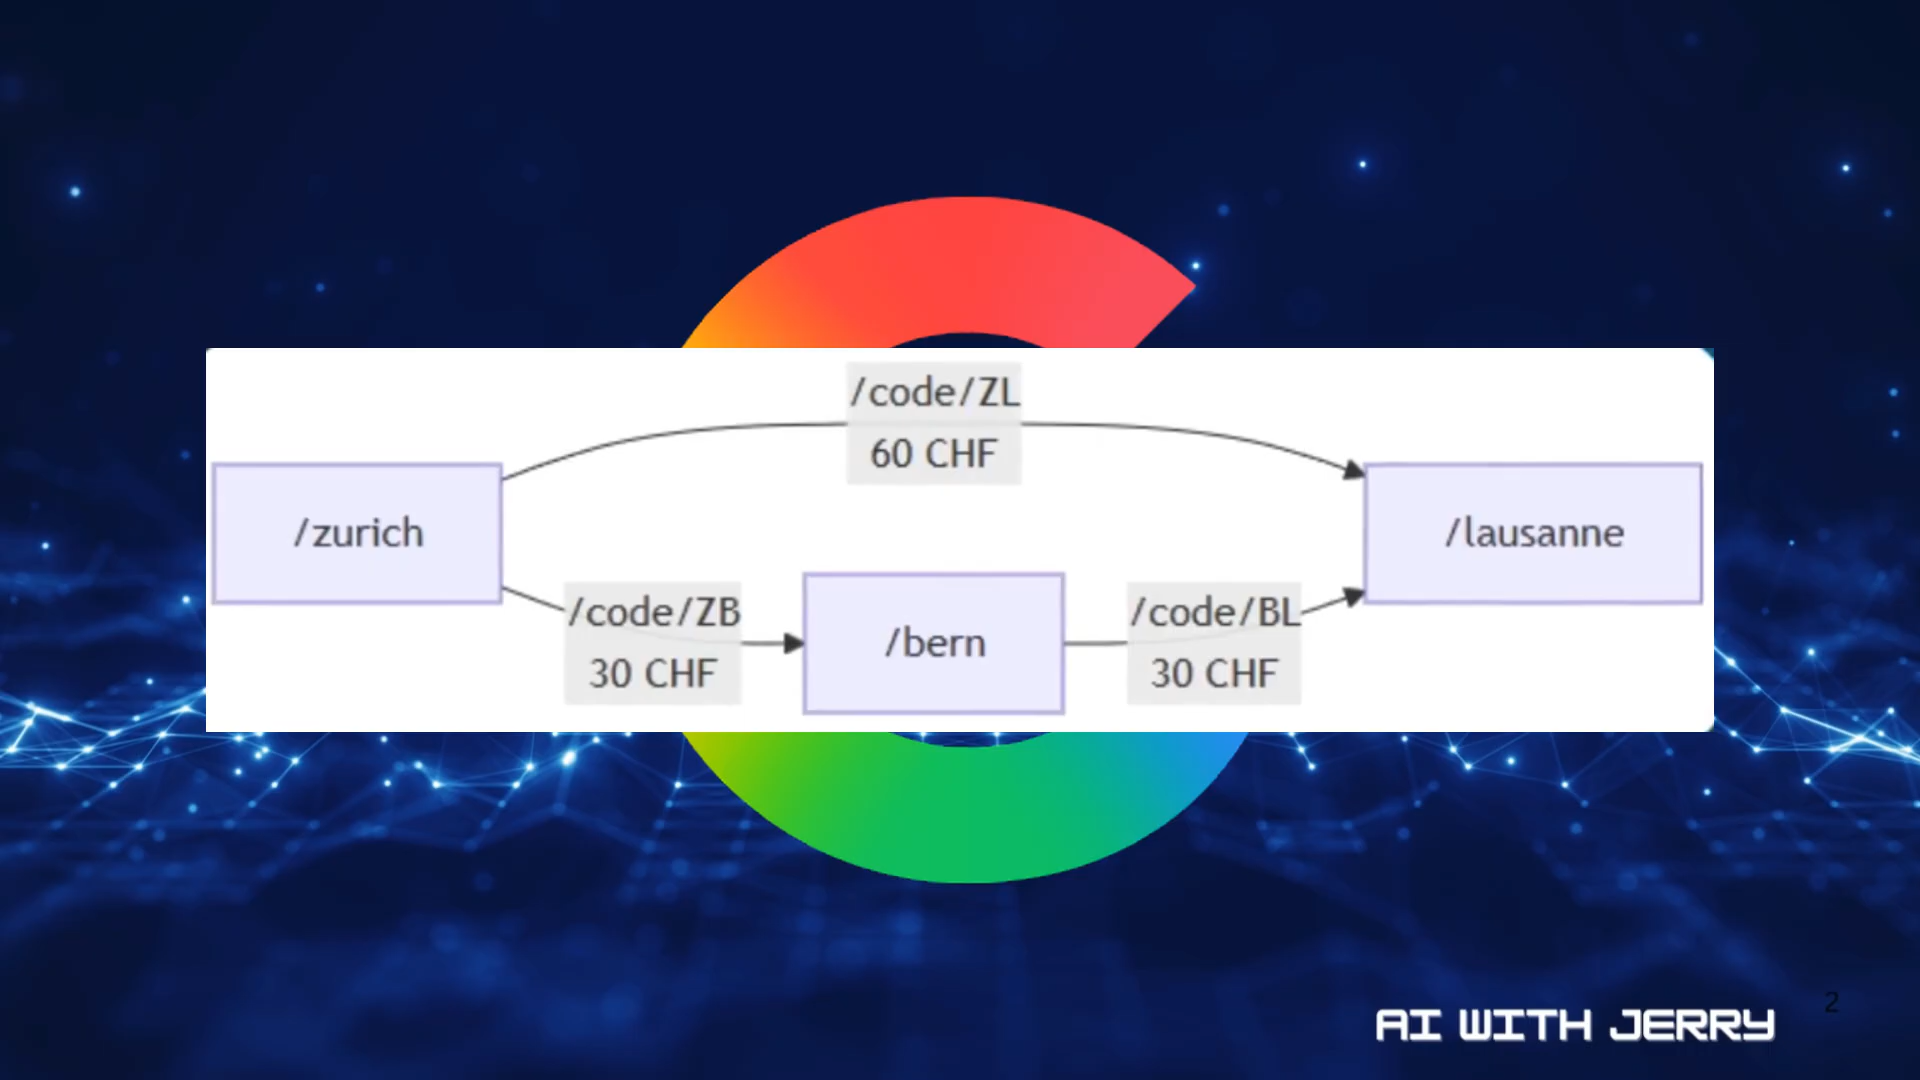 /code/ZL
60 CHF
/zurich
/lausanne
/code/ZB
30 CHF
/bern
/code/BL
30 CHF
2
AI WITH JERRY